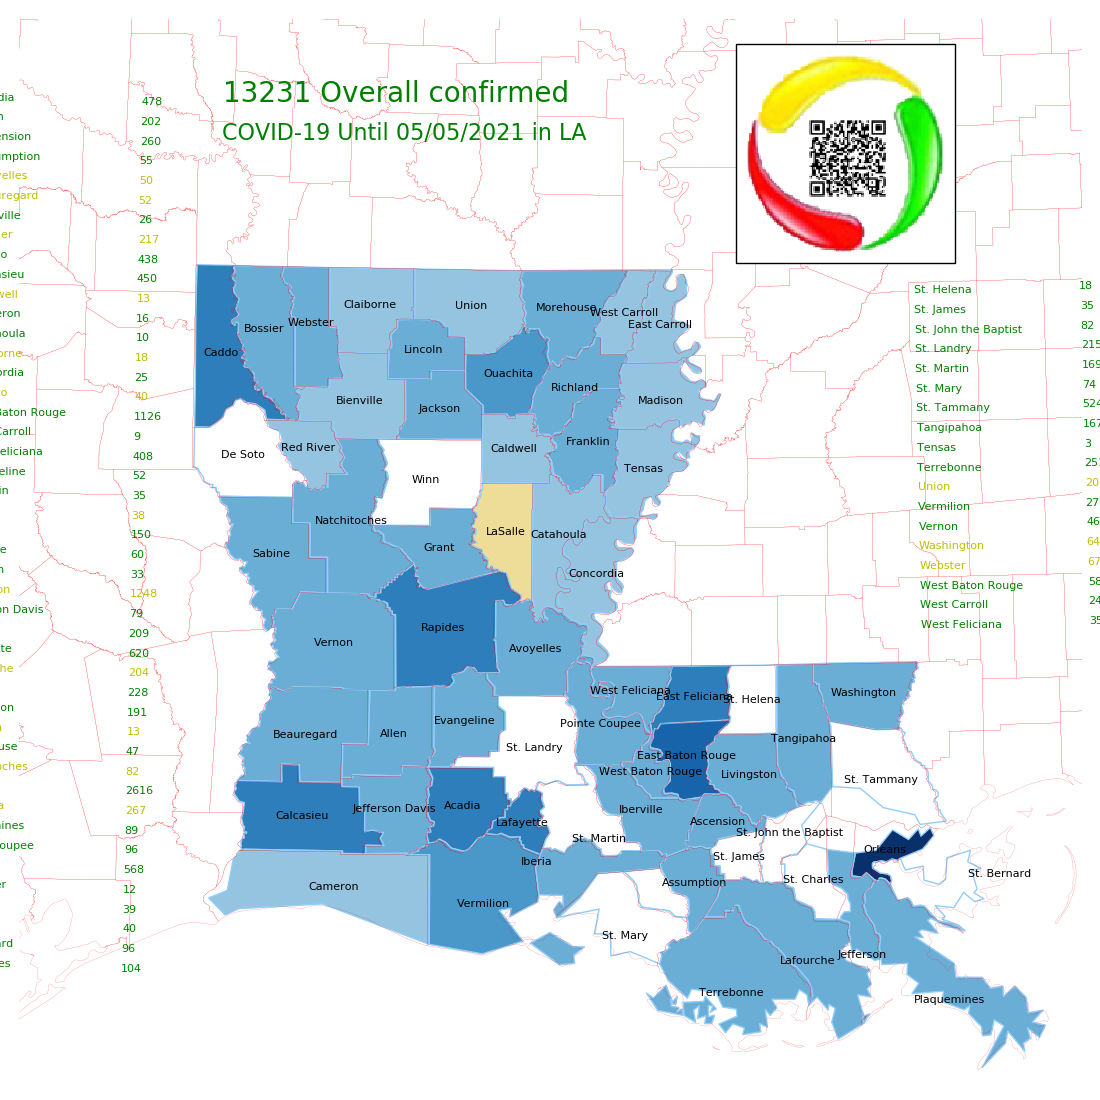 13231 Overall confirmed
COVID-19 Until 05/05/2021 in LA
dia 478
n 202
ension 260
umption 55
yelles 50
uregard 52
ville 26
er 217
o 438
asieu 450
well 13
eron 16
houla 10
orne 18
ordia 25
to 40
Baton Rouge 1126
Carroll 9
eliciana 408
eline 52
in 35
38
150
e 60
n 33
on 1248
on Davis 79
209
te 620
he 204
228
on 191
a 13
use 47
oches 82
2616
a 267
ines 89
oupee 96
568
er 12
39
40
ard 96
es 104
St. Helena 18
St. James 35
St. John the Baptist 82
St. Landry 215
St. Martin 169
St. Mary 74
St. Tammany 524
Tangipahoa 167
Tensas 3
Terrebonne 251
Union 20
Vermilion 27
Vernon 46
Washington 64
Webster 67
West Baton Rouge 58
West Carroll 24
West Feliciana 35
Claiborne
Union
Morehouse
West Carroll
East Carroll
Bossier
Webster
Caddo
Lincoln
Ouachita
Richland
Bienville
Jackson
Madison
De Soto
Red River
Winn
Caldwell
Franklin
Tensas
Natchitoches
LaSalle
Catahoula
Sabine
Grant
Concordia
Rapides
Vernon
Avoyelles
West Feliciana
East Feliciana
St. Helena
Washington
Beauregard
Allen
Evangeline
Pointe Coupee
St. Landry
Tangipahoa
East Baton Rouge
West Baton Rouge
Livingston
St. Tammany
Calcasieu
Jefferson Davis
Acadia
Lafayette
Iberville
Ascension
St. Martin
St. John the Baptist
St. James
Orleans
Iberia
Cameron
Assumption
St. Charles
St. Bernard
Vermilion
St. Mary
Lafourche
Jefferson
Terrebonne
Plaquemines